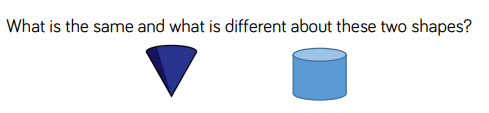 What is the same and what is different about these two shapes?